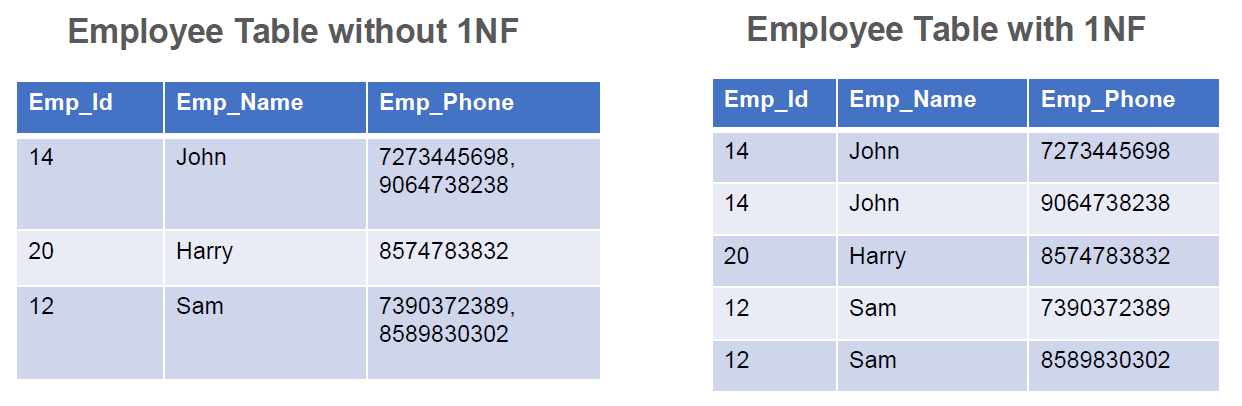 Employee Table without 1NF
Emp_Id Emp_Name Emp_Phone
14 John 7273445698,
9064738238
20 Harry 8574783832
12 Sam 7390372389,
8589830302
Employee Table with 1NF
Emp_Id Emp_Name Emp_Phone
14 John 7273445698
14 John 9064738238
20 Harry 8574783832
12 Sam 7390372389
12 Sam 8589830302